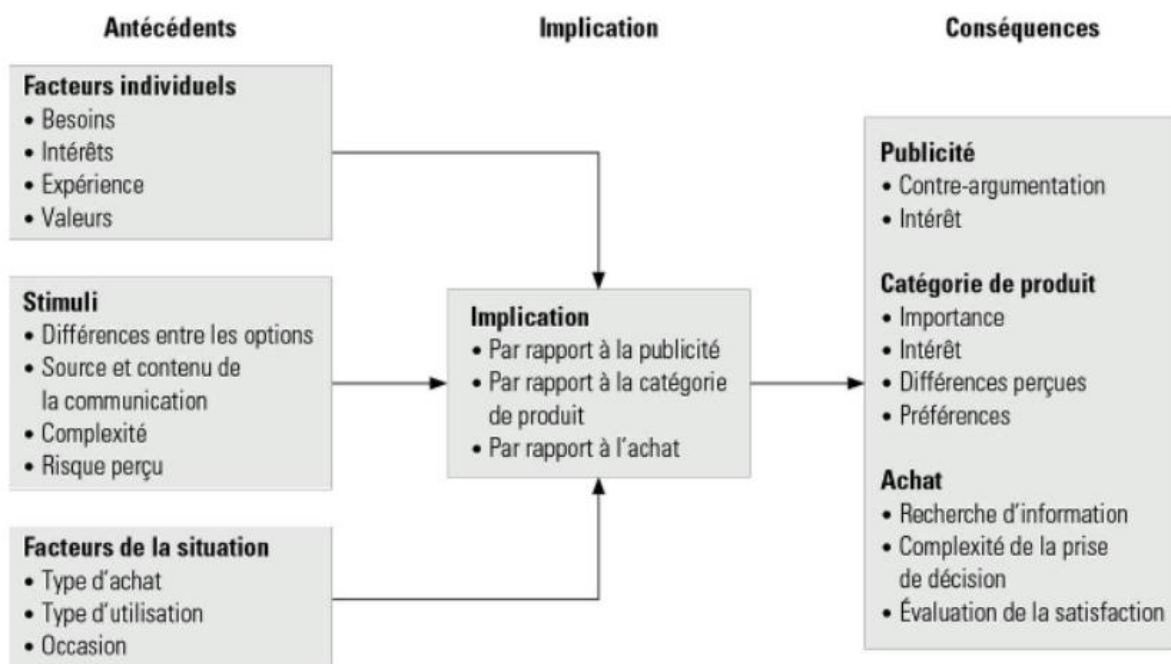 Antécédents
Implication
Conséquences
Facteurs individuels
• Besoins
• Intérêts
• Expérience
• Valeurs
Stimuli
• Différences entre les options
• Source et contenu de
la communication
• Complexité
• Risque perçu
Facteurs de la situation
• Type d'achat
• Type d'utilisation
• Occasion
Implication
• Par rapport à la publicité
• Par rapport à la catégorie
de produit
• Par rapport à l'achat
Publicité
• Contre-argumentation
• Intérêt
Catégorie de produit
• Importance
• Intérêt
• Différences perçues
• Préférences
Achat
• Recherche d'information
• Complexité de la prise
de décision
• Évaluation de la satisfaction